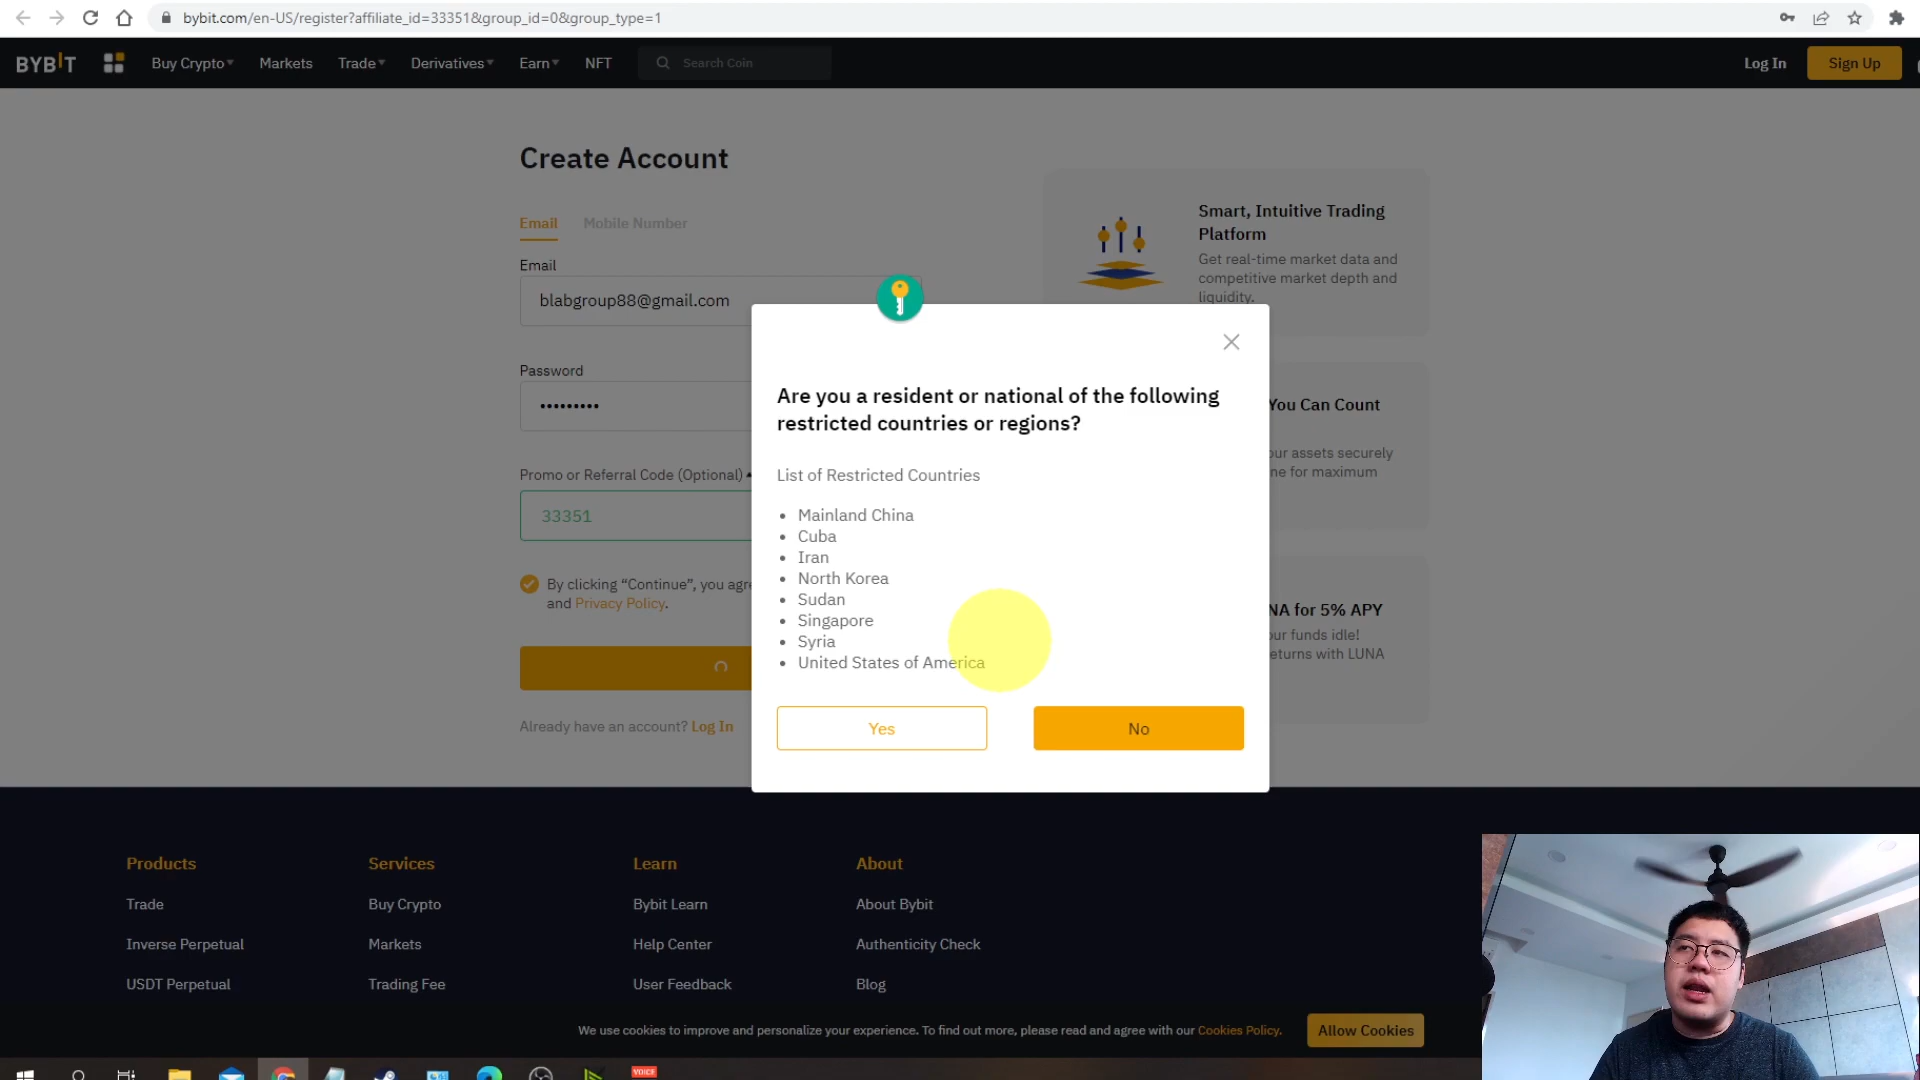 bybit.com/en-US/register?affiliate_id=33351&group_id=0&group_type=1
BYBIT
Buy Crypto
Markets
Trade
Derivatives
Earn
NFT
Search Coin
Log In
Sign Up
Create Account
Email
Mobile Number
Email
blabgroup88@gmail.com
Password
•••••••••
Promo or Referral Code (Optional)
33351
By clicking “Continue”, you agre
and Privacy Policy.
Already have an account? Log In
Smart, Intuitive Trading
Platform
Get real-time market data and
competitive market depth and
liquidity.
You Can Count
our assets securely
ne for maximum
NA for 5% APY
our funds idle!
eturns with LUNA
Are you a resident or national of the following
restricted countries or regions?
List of Restricted Countries
• Mainland China
• Cuba
• Iran
• North Korea
• Sudan
• Singapore
• Syria
• United States of America
Yes
No
Products
Services
Learn
About
Trade
Buy Crypto
Bybit Learn
About Bybit
Inverse Perpetual
Markets
Help Center
Authenticity Check
USDT Perpetual
Trading Fee
User Feedback
Blog
We use cookies to improve and personalize your experience. To find out more, please read and agree with our Cookies Policy.
Allow Cookies
VOICE